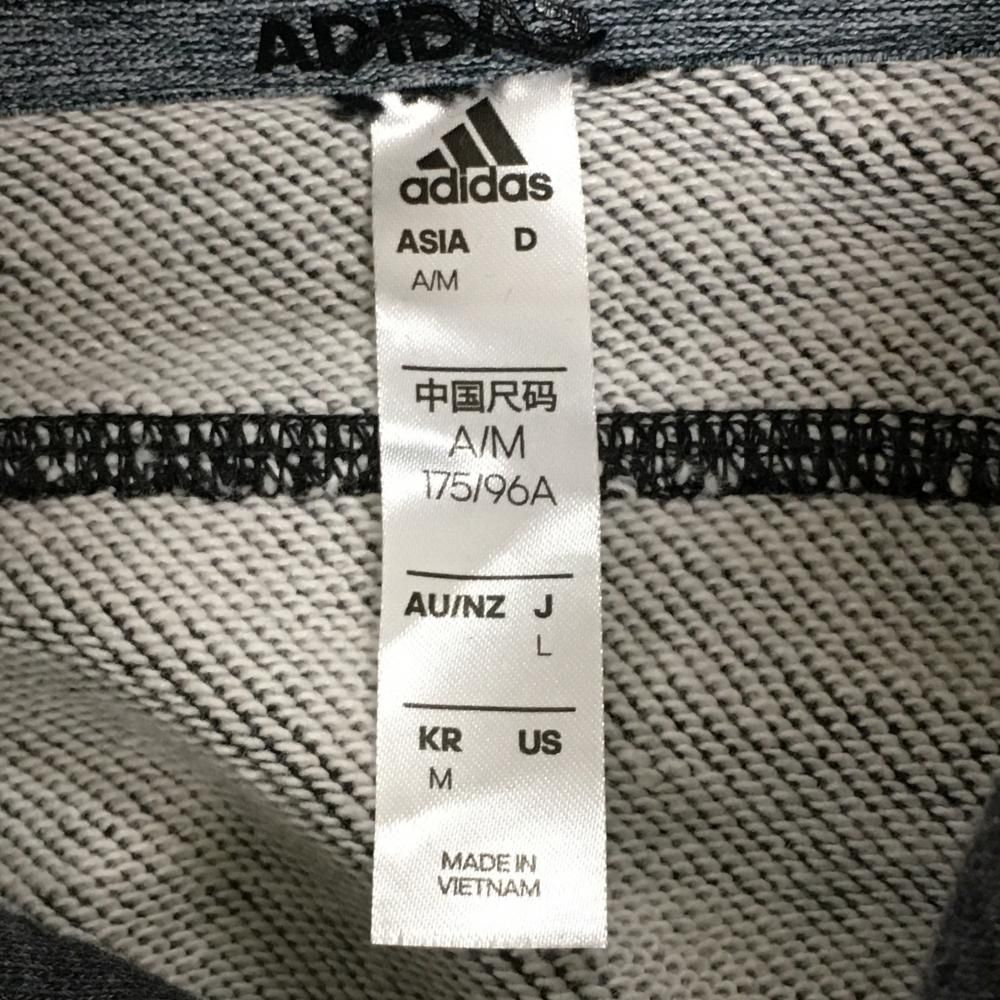 ADIDAS
adidas
ASIA D
A/M
中国尺码
A/M
175/96A
AU/NZ J
L
KR US
M
MADE IN
VIETNAM